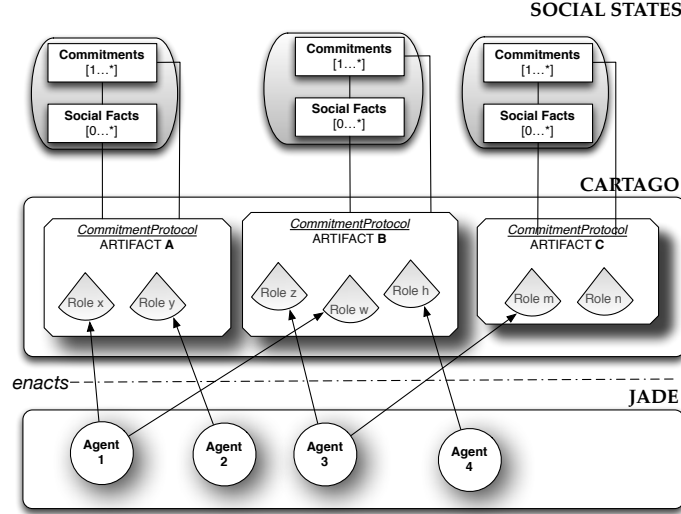 SOCIAL STATES
Commitments
[1...*]
Social Facts
[0...*]
Commitments
[1...*]
Social Facts
[0...*]
Commitments
[1...*]
Social Facts
[0...*]
CARTAGO
CommitmentProtocol
ARTIFACT A
Role x
Role y
CommitmentProtocol
ARTIFACT B
Role z
Role w
Role h
CommitmentProtocol
ARTIFACT C
Role m
Role n
enacts
JADE
Agent
1
Agent
2
Agent
3
Agent
4